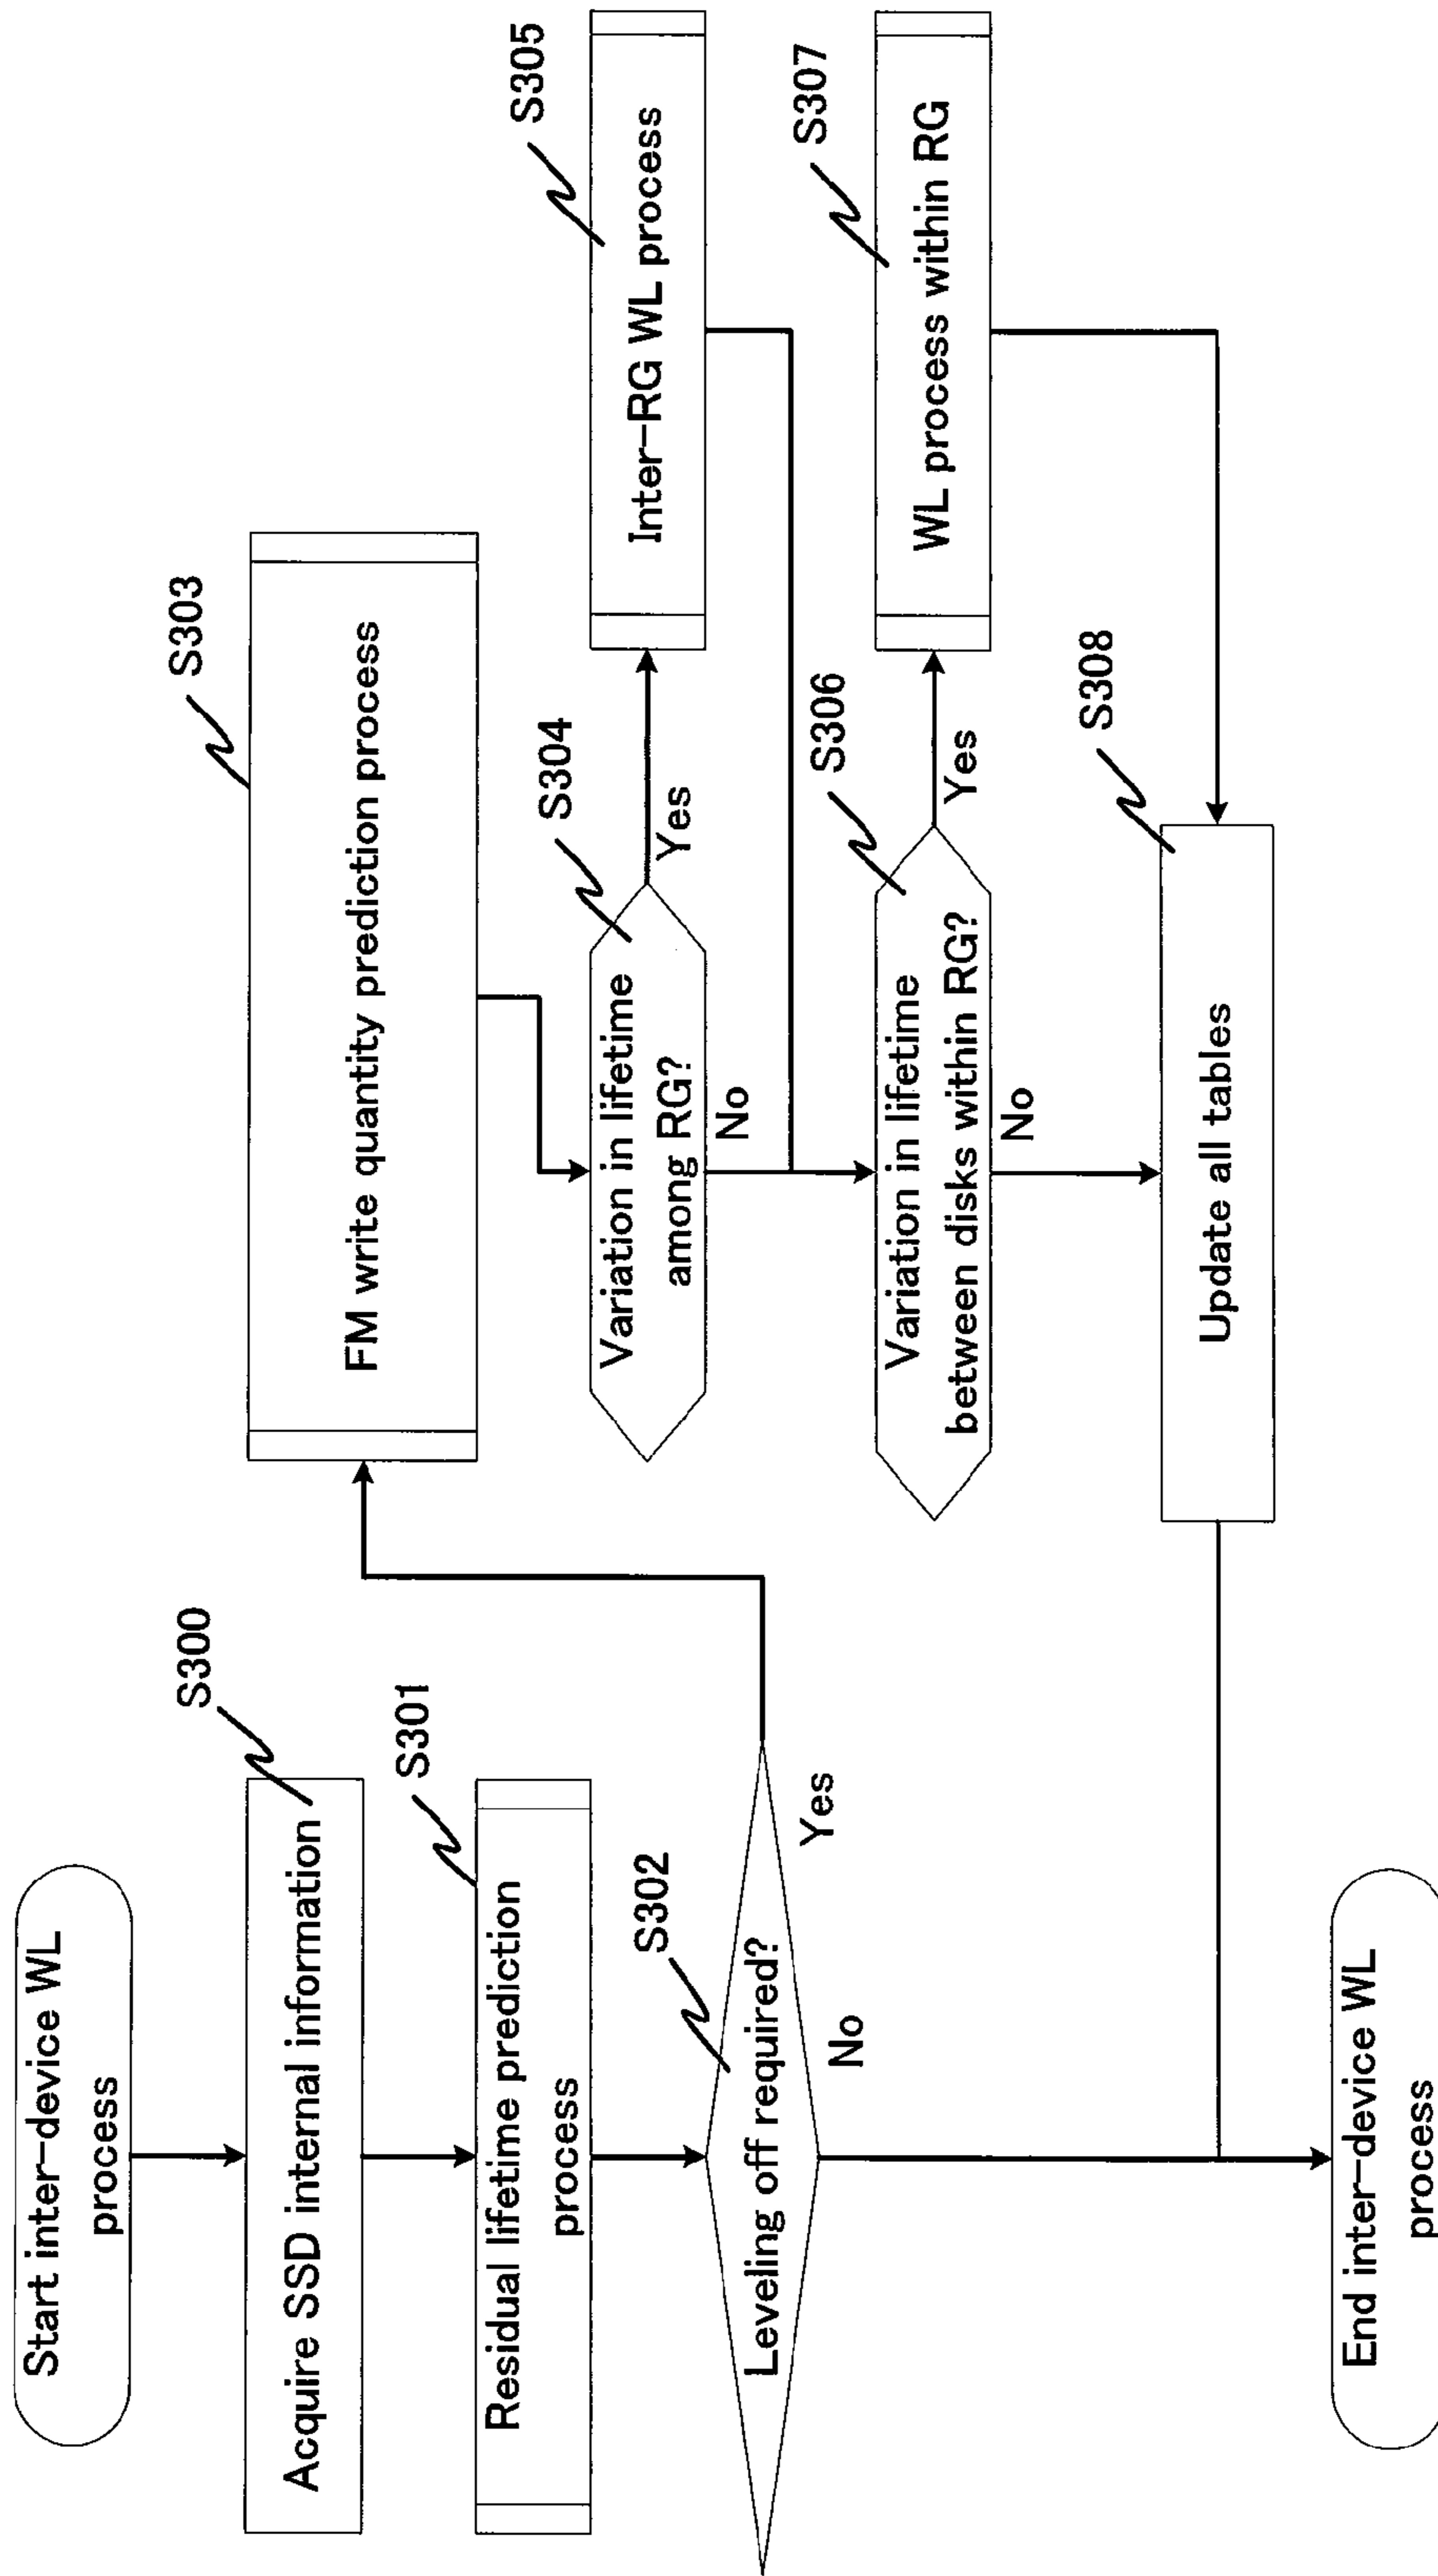 Start inter-device WL
process
S300
Acquire SSD internal information
S301
Residual lifetime prediction
process
S302
Leveling off required?
Yes
No
End inter-device WL
process
S303
FM write quantity prediction process
S304
Variation in lifetime
among RG?
Yes
No
S305
Inter-RG WL process
S306
Variation in lifetime
between disks within RG?
Yes
No
S307
WL process within RG
S308
Update all tables